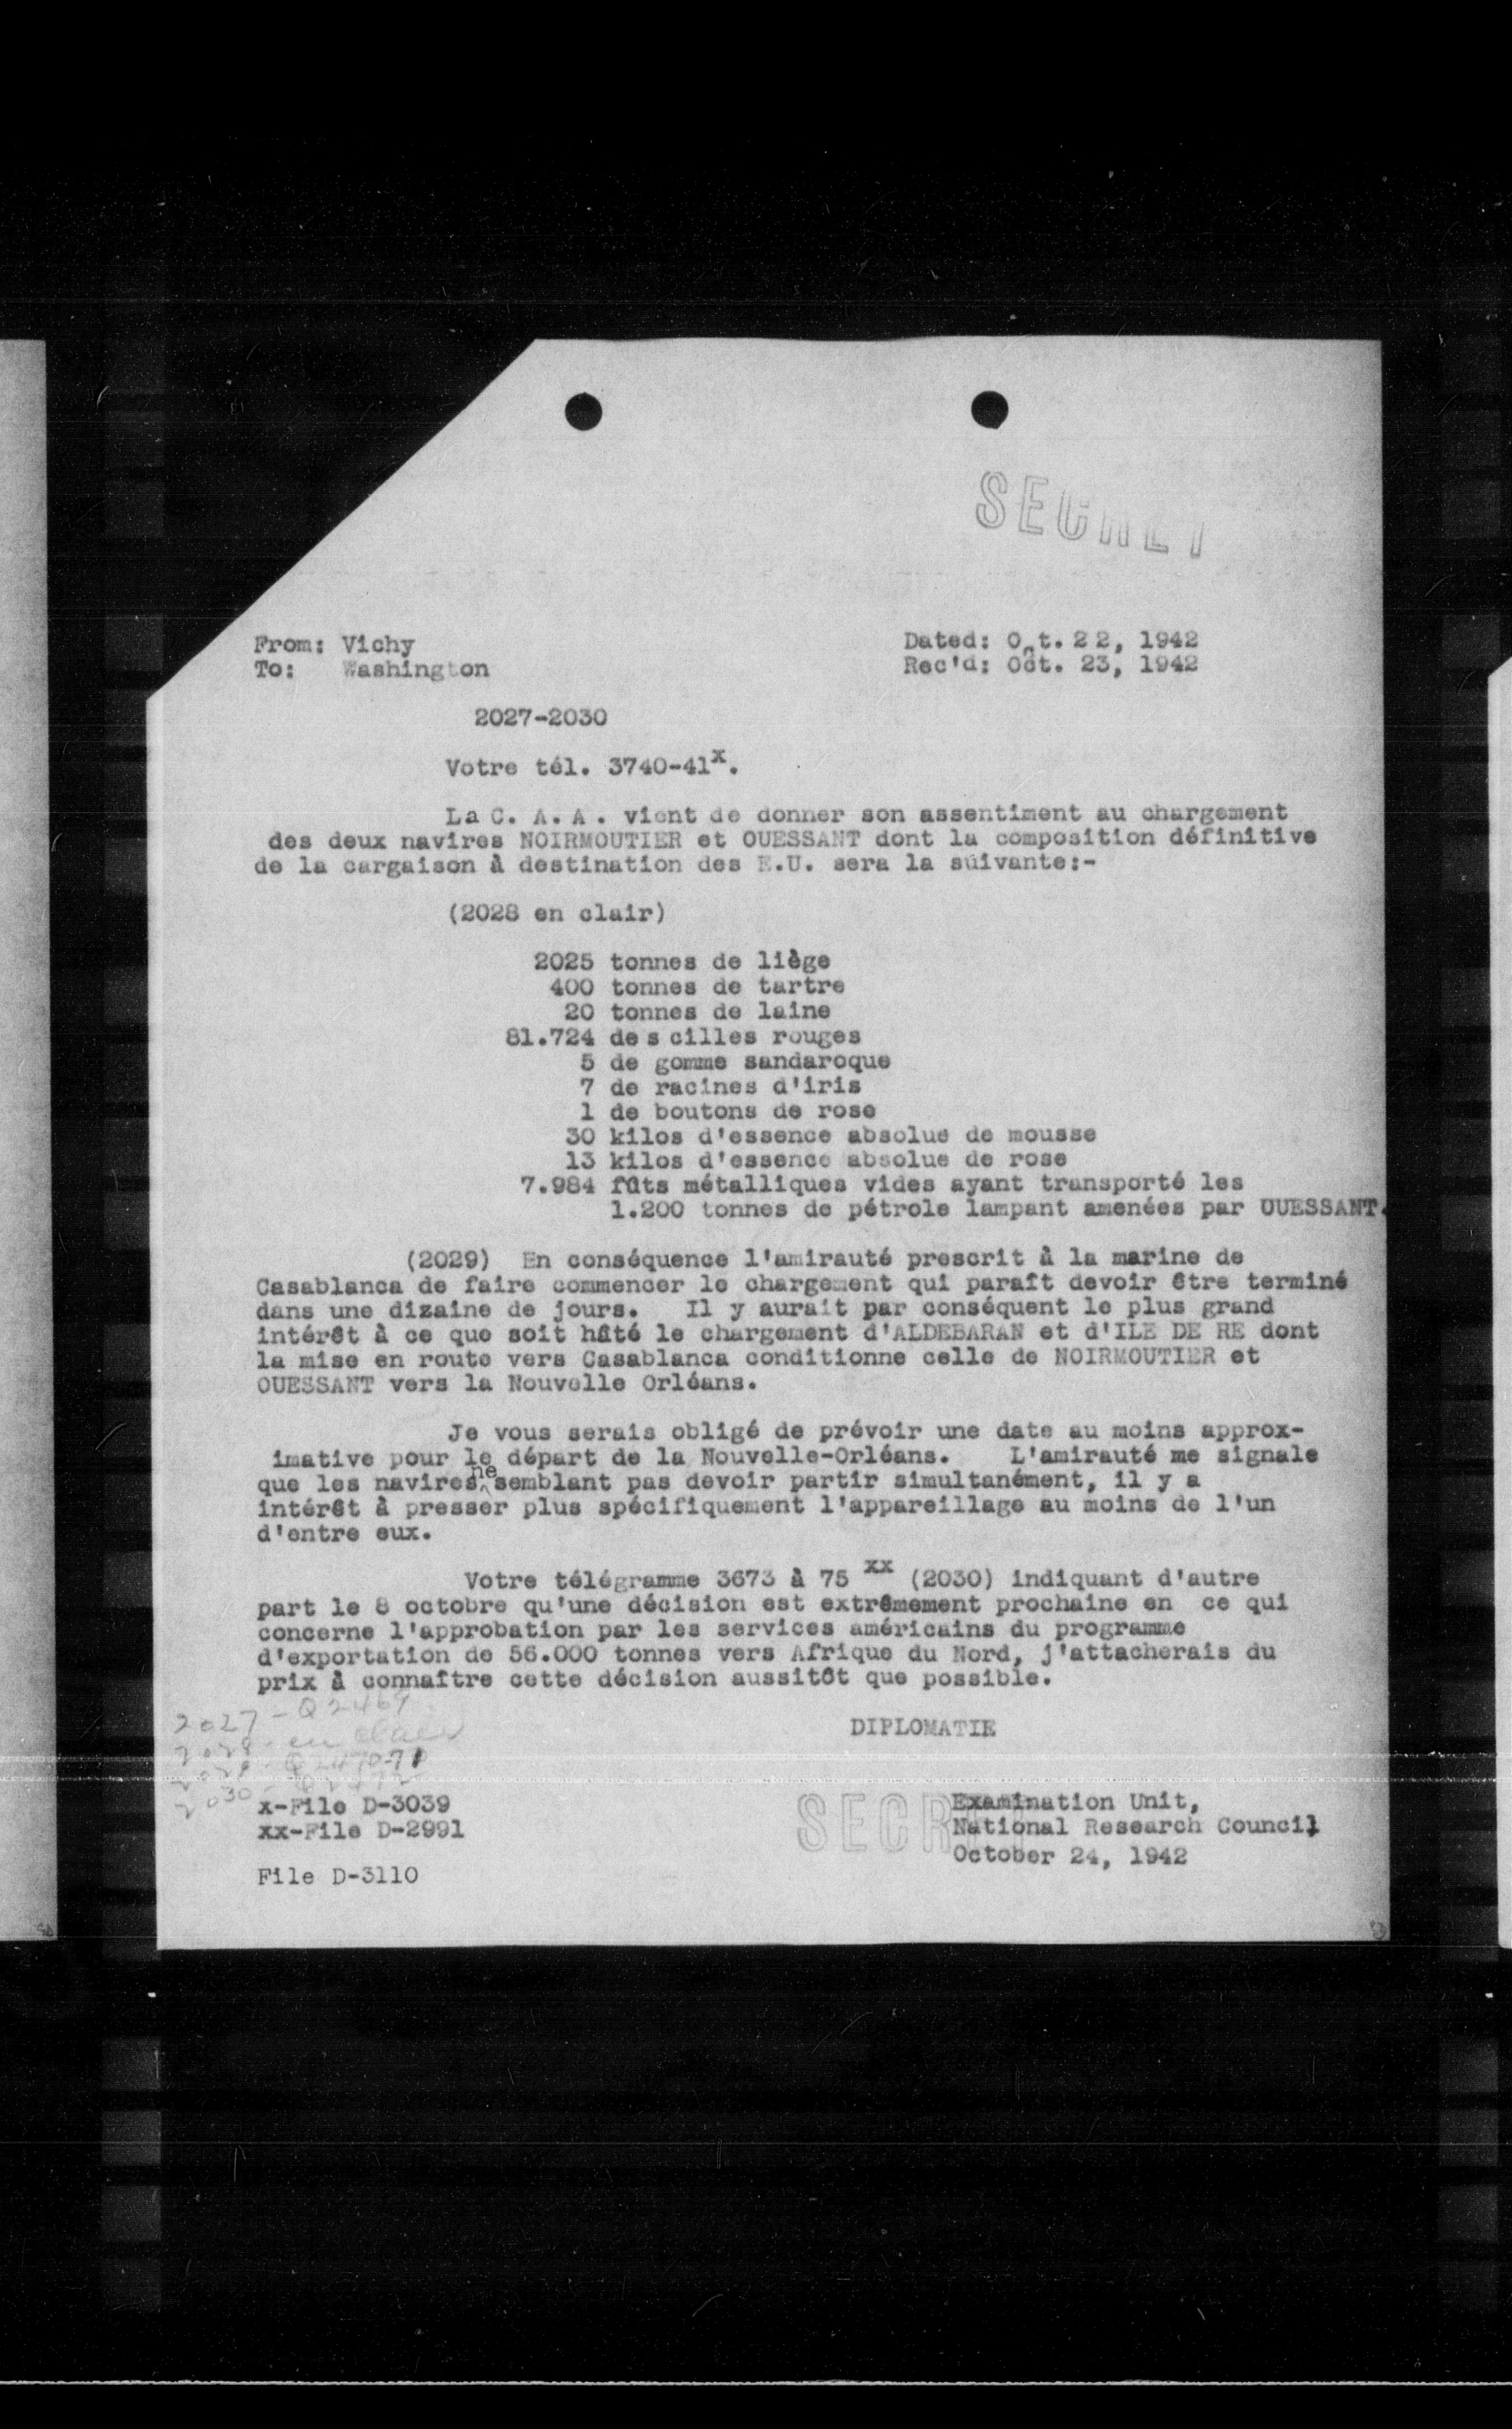 SECRET
From: Vichy
To: Washington
Dated: Oct. 22, 1942
Rec'd: Oct. 23, 1942
2027-2030
Votre tél. 3740-41x.
La C. A. A. vient de donner son assentiment au chargement
des deux navires NOIRMOUTIER et OUESSANT dont la composition définitive
de la cargaison à destination des E.U. sera la suivante:-
(2028 en clair)
2025 tonnes de liège
400 tonnes de tartre
20 tonnes de laine
81.724 de s cilles rouges
5 de gomme sandaroque
7 de racines d'iris
1 de boutons de rose
30 kilos d'essence absolue de mousse
13 kilos d'essence absolue de rose
7.984 fûts métalliques vides ayant transporté les
1.200 tonnes de pétrole lampant amenées par OUESSANT.
(2029) En conséquence l'amirauté prescrit à la marine de
Casablanca de faire commencer le chargement qui paraît devoir être terminé
dans une dizaine de jours. Il y aurait par conséquent le plus grand
intérêt à ce que soit hâté le chargement d'ALDEBARAN et d'ILE DE RE dont
la mise en route vers Casablanca conditionne celle de NOIRMOUTIER et
OUESSANT vers la Nouvelle Orléans.
Je vous serais obligé de prévoir une date au moins approx-
imative pour le départ de la Nouvelle-Orléans. L'amirauté me signale
que les navires ne semblant pas devoir partir simultanément, il y a
intérêt à presser plus spécifiquement l'appareillage au moins de l'un
d'entre eux.
Votre télégramme 3673 à 75 xx (2030) indiquant d'autre
part le 8 octobre qu'une décision est extrêmement prochaine en ce qui
concerne l'approbation par les services américains du programme
d'exportation de 56.000 tonnes vers Afrique du Nord, j'attacherais du
prix à connaître cette décision aussitôt que possible.
DIPLOMATIE
2027 - Q2469
2028 - en clair
2029 - Q2470-71
2030
x-File D-3039
xx-File D-2991
File D-3110
SECRET
Examination Unit,
National Research Council
October 24, 1942